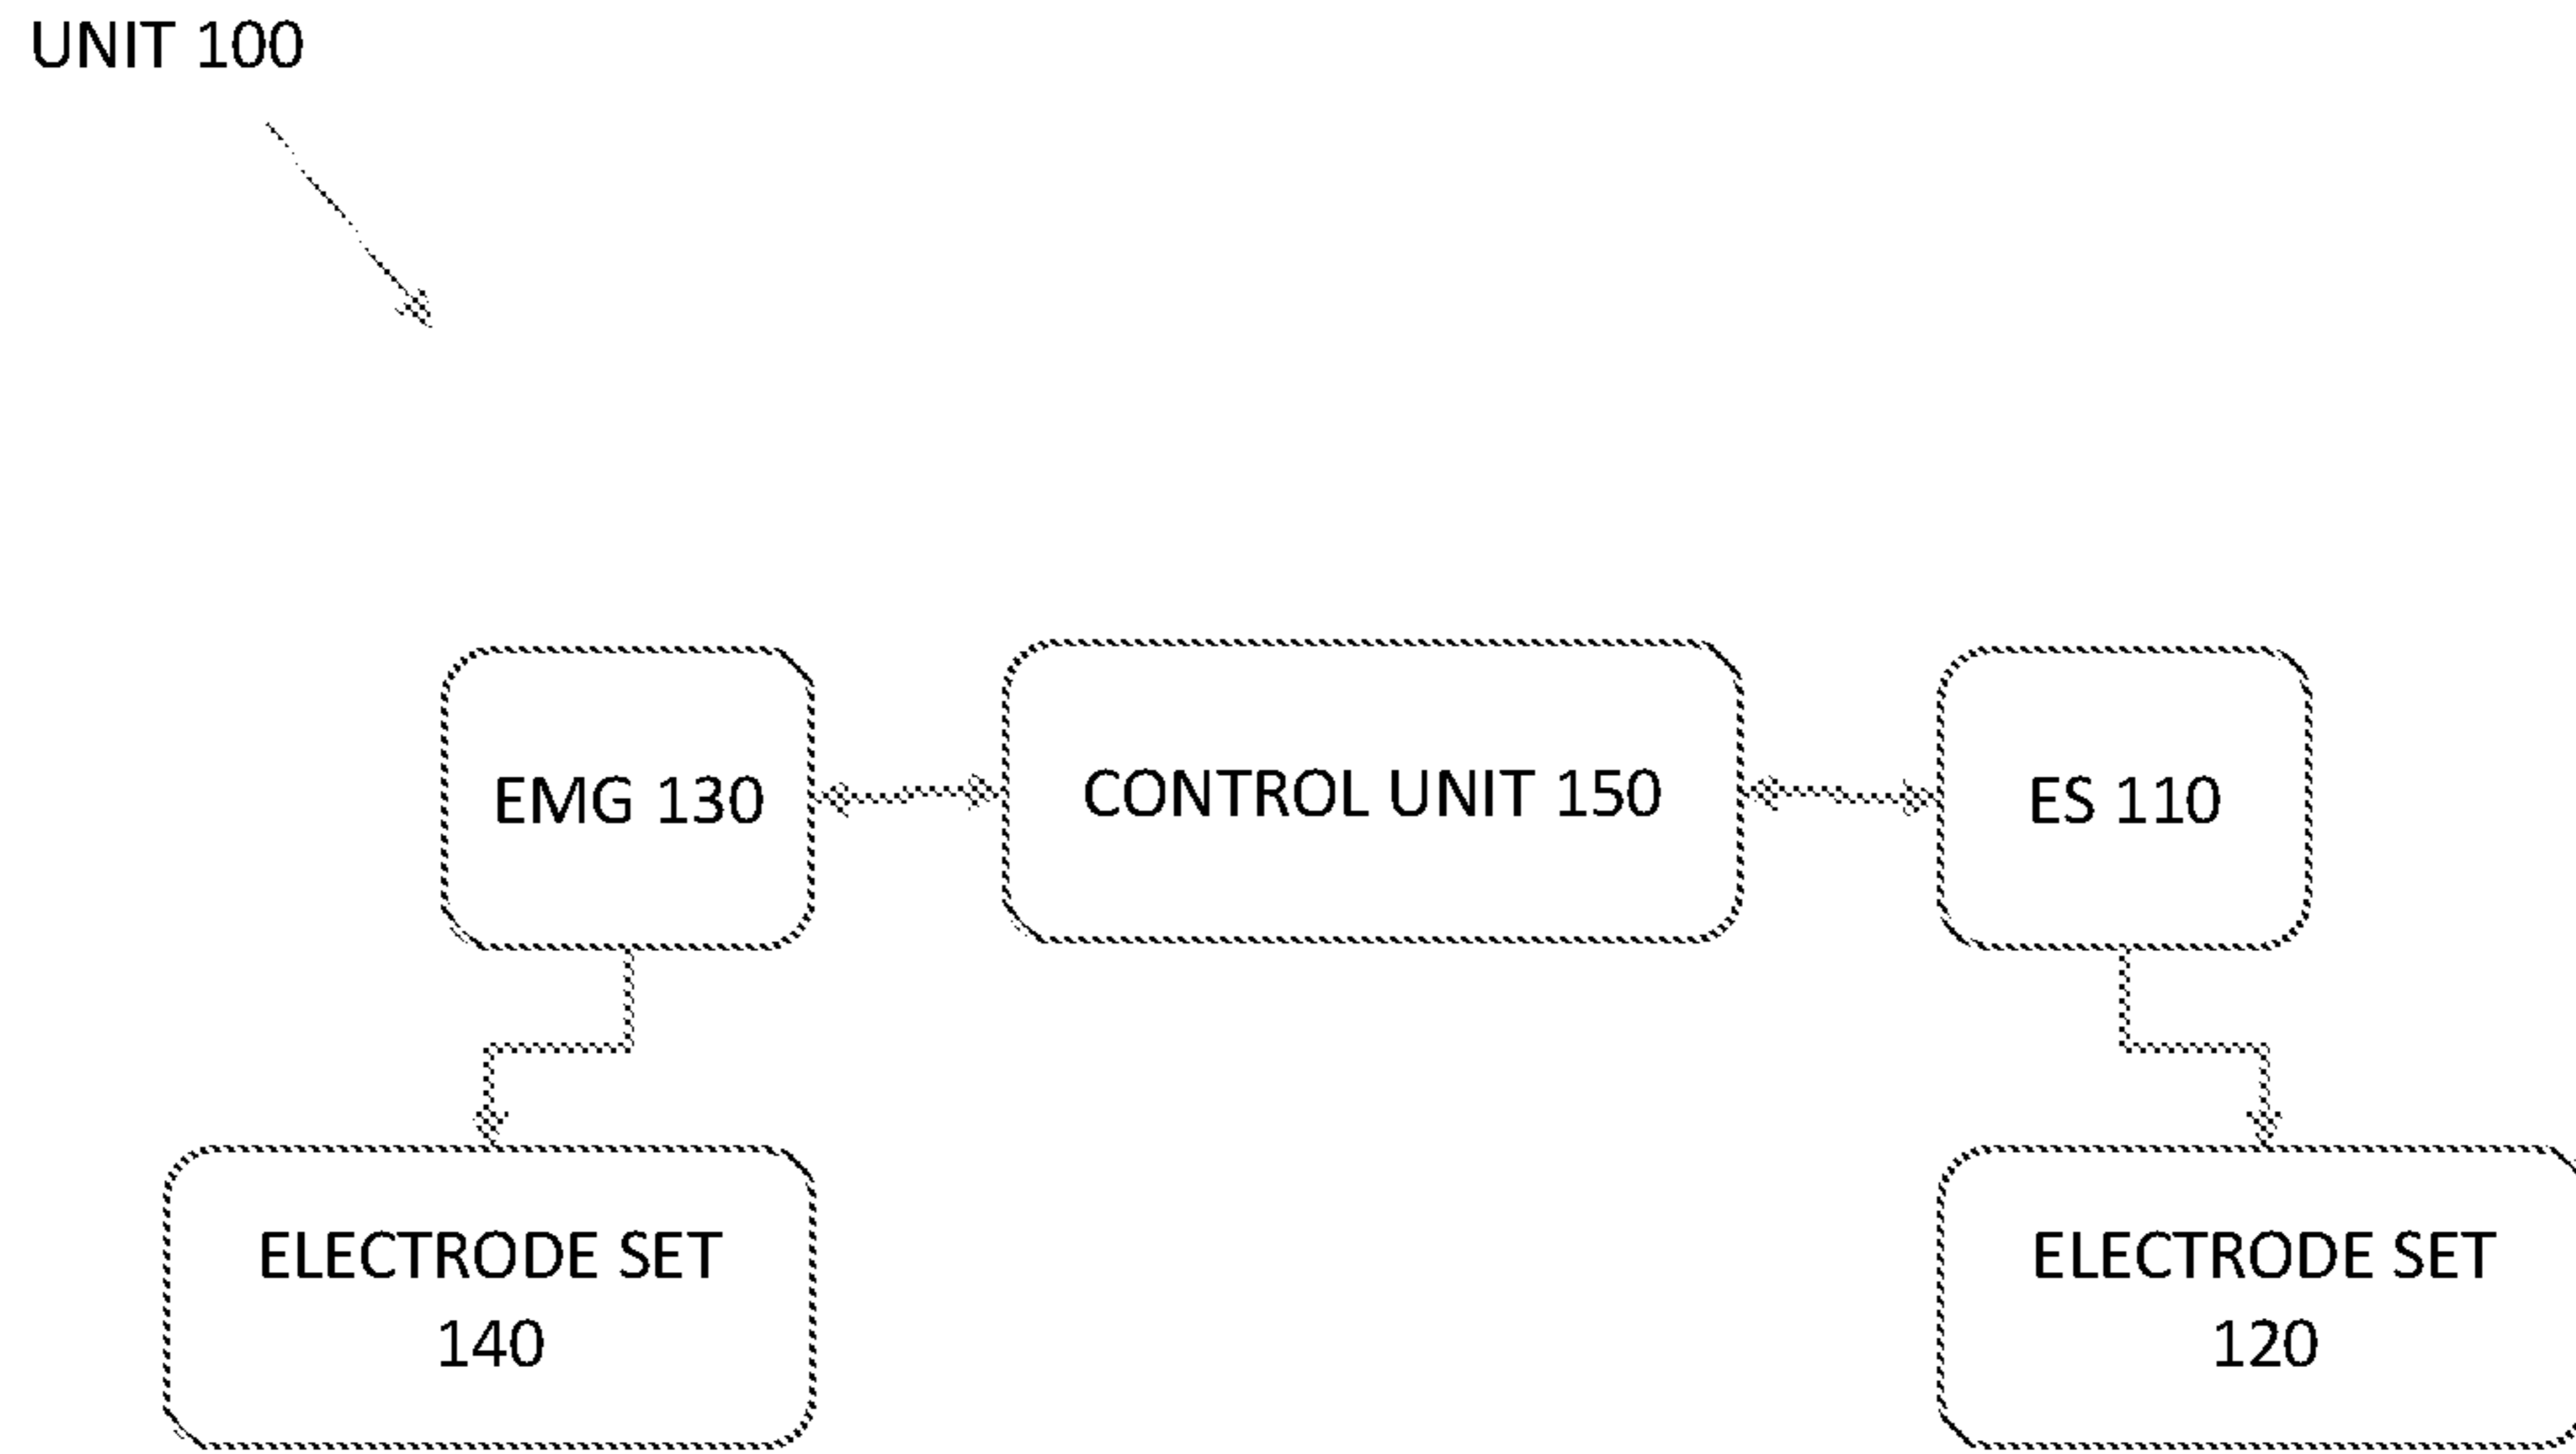 UNIT 100
EMG 130
CONTROL UNIT 150
ES 110
ELECTRODE SET
140
ELECTRODE SET
120